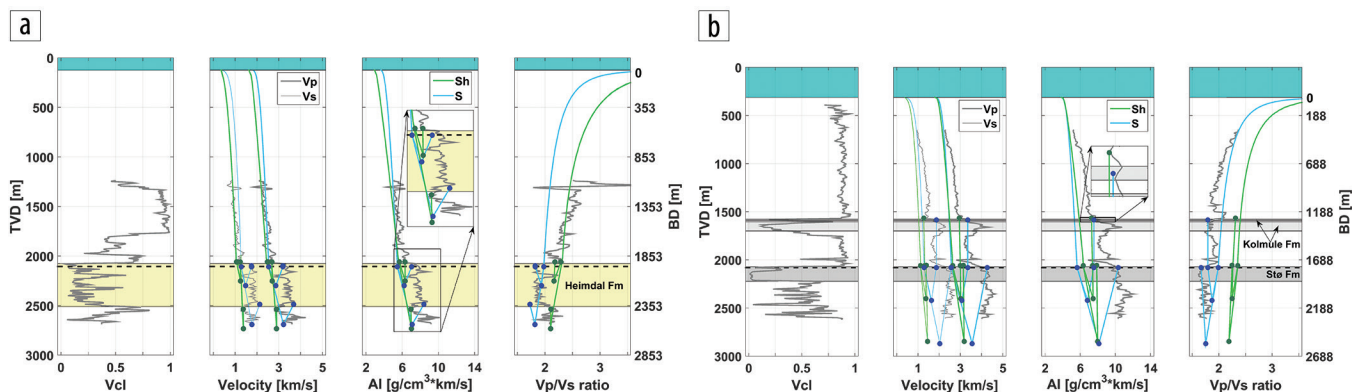 a
b
0
500
1000
1500
2000
2500
3000
TVD [m]
0 0.5 1
Vcl
Vp
Vs
1 3 5
Velocity [km/s]
Sh
S
2 6 10 14
AI [g/cm³*km/s]
Heimdal Fm
2 3
Vp/Vs ratio
0
353
853
1353
1853
2353
2853
BD [m]
0
500
1000
1500
2000
2500
3000
TVD [m]
0 0.5 1
Vcl
Vp
Vs
1 3 5
Velocity [km/s]
Sh
S
2 6 10 14
AI [g/cm³*km/s]
Kolmule Fm
Stø Fm
2 3
Vp/Vs ratio
0
188
688
1188
1688
2188
2688
BD [m]